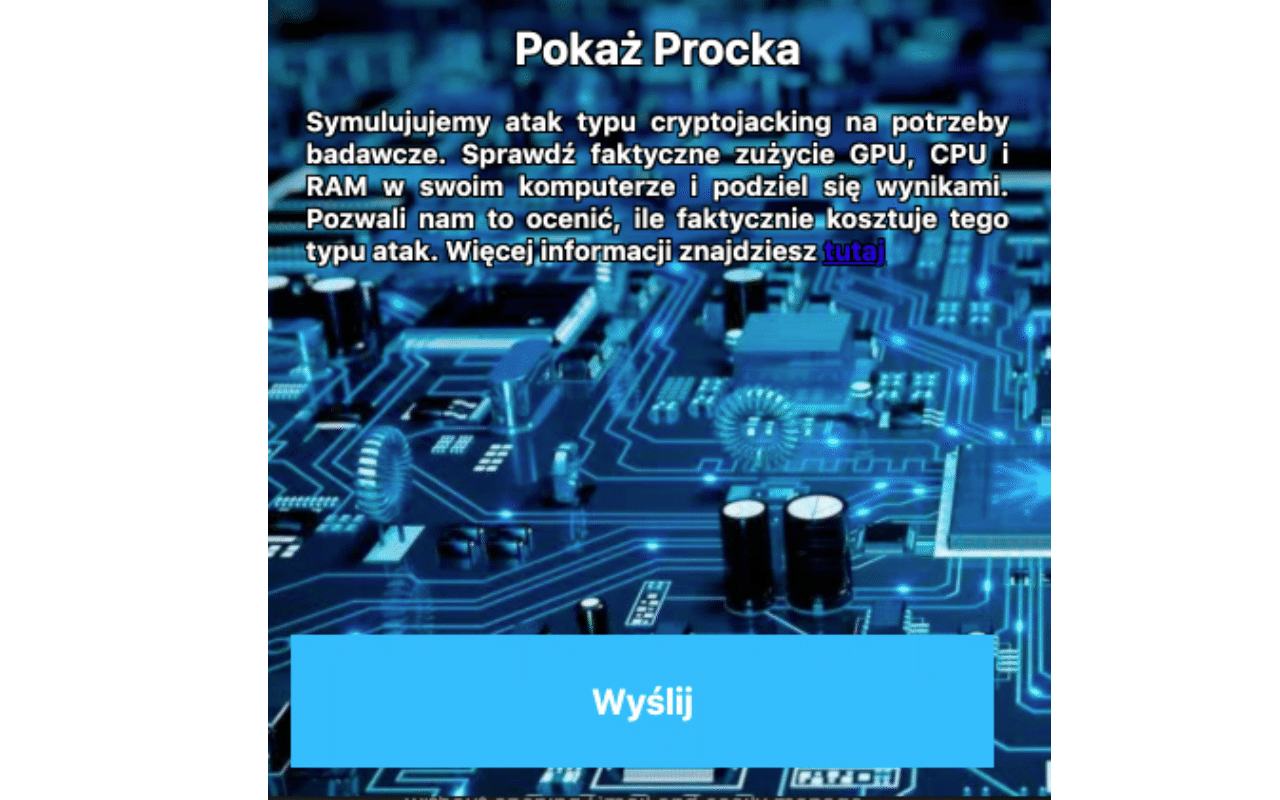 Pokaż Procka
Symulujujemy atak typu cryptojacking na potrzeby
badawcze. Sprawdź faktyczne zużycie GPU, CPU i
RAM w swoim komputerze i podziel się wynikami.
Pozwali nam to ocenić, ile faktycznie kosztuje tego
typu atak. Więcej informacji znajdziesz tutaj
Wyślij